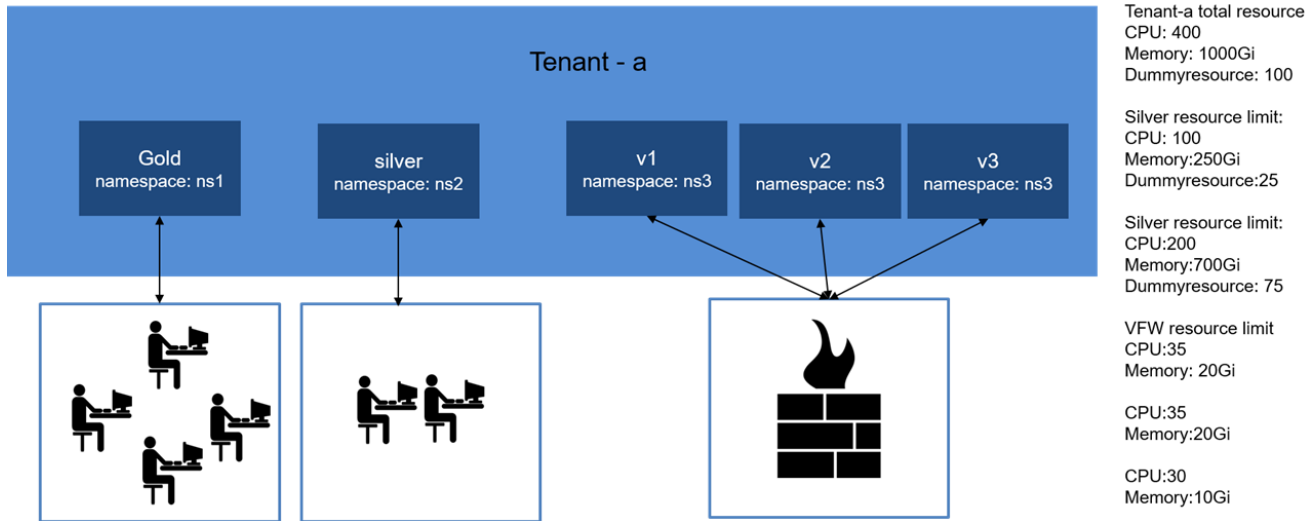 Tenant - a
Gold
namespace: ns1
silver
namespace: ns2
v1
namespace: ns3
v2
namespace: ns3
v3
namespace: ns3
Tenant-a total resource
CPU: 400
Memory: 1000Gi
Dummyresource: 100
Silver resource limit:
CPU: 100
Memory:250Gi
Dummyresource:25
Silver resource limit:
CPU:200
Memory:700Gi
Dummyresource: 75
VFW resource limit
CPU:35
Memory: 20Gi
CPU:35
Memory:20Gi
CPU:30
Memory:10Gi